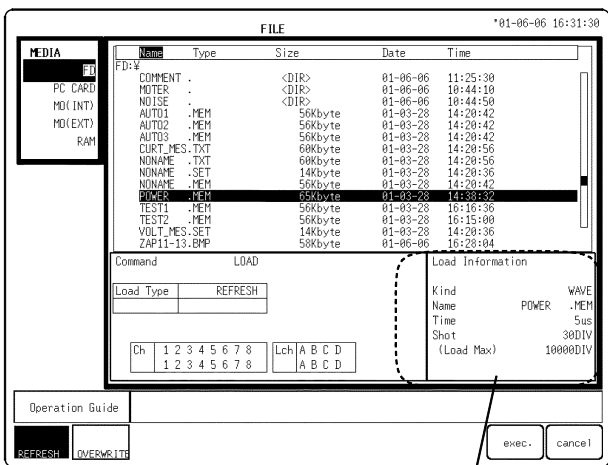 FILE '01-06-06 16:31:30
MEDIA
FD
PC CARD
MO(INT)
MO(EXT)
RAM
Name Type Size Date Time
FD:¥
COMMENT . <DIR> 01-06-06 11:25:30
MOTER . <DIR> 01-06-06 10:44:10
NOISE . <DIR> 01-06-06 10:44:50
AUTO1 .MEM 56Kbyte 01-03-28 14:20:42
AUTO2 .MEM 56Kbyte 01-03-28 14:20:42
AUTO3 .MEM 56Kbyte 01-03-28 14:20:42
CURT_MES.TXT 60Kbyte 01-03-28 14:20:56
NONAME .TXT 60Kbyte 01-03-28 14:20:56
NONAME .SET 14Kbyte 01-03-28 14:20:36
NONAME .MEM 56Kbyte 01-03-28 14:20:42
POWER .MEM 65Kbyte 01-03-28 14:38:32
TEST1 .MEM 56Kbyte 01-03-28 16:16:36
TEST2 .MEM 56Kbyte 01-03-28 16:15:00
VOLT_MES.SET 14Kbyte 01-03-28 14:20:36
ZAP11-13.BMP 58Kbyte 01-06-06 16:28:04
Command LOAD
Load Type REFRESH
Ch 1 2 3 4 5 6 7 8 Lch A B C D
1 2 3 4 5 6 7 8 A B C D
Load Information
Kind WAVE
Name POWER .MEM
Time 5us
Shot 30DIV
(Load Max) 10000DIV
Operation Guide
REFRESH OVERWRITE exec. cancel